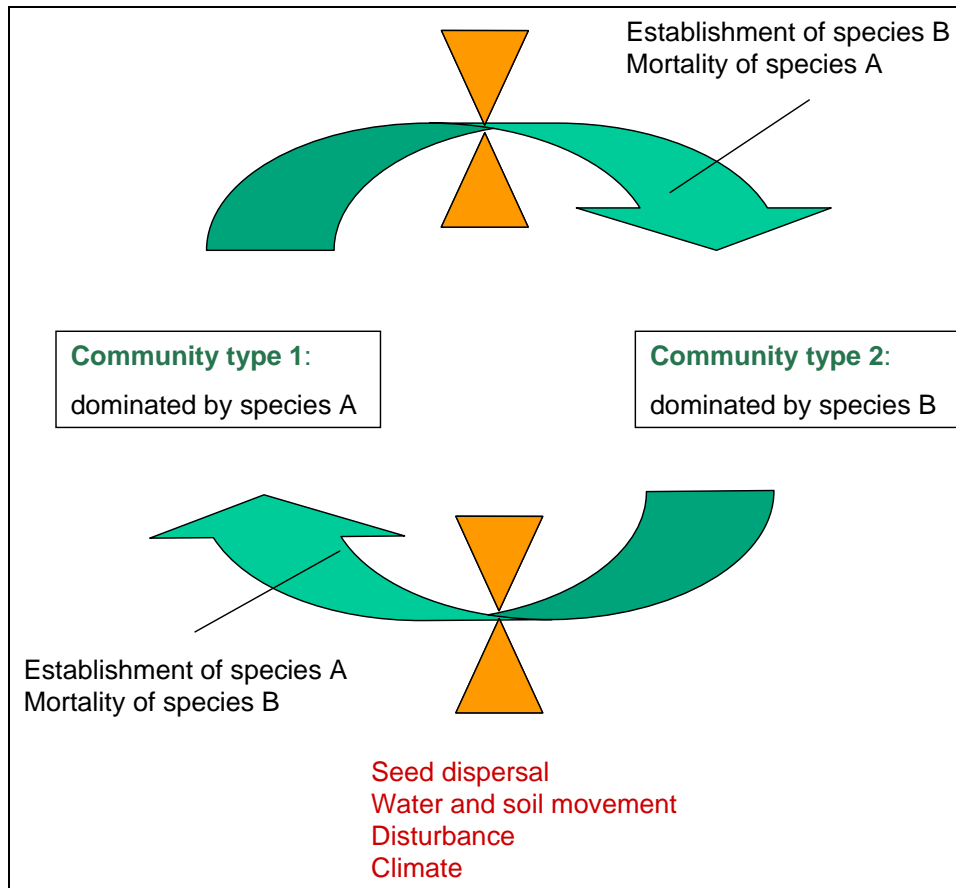 Establishment of species B
Mortality of species A
Community type 1:
dominated by species A
Community type 2:
dominated by species B
Establishment of species A
Mortality of species B
Seed dispersal
Water and soil movement
Disturbance
Climate